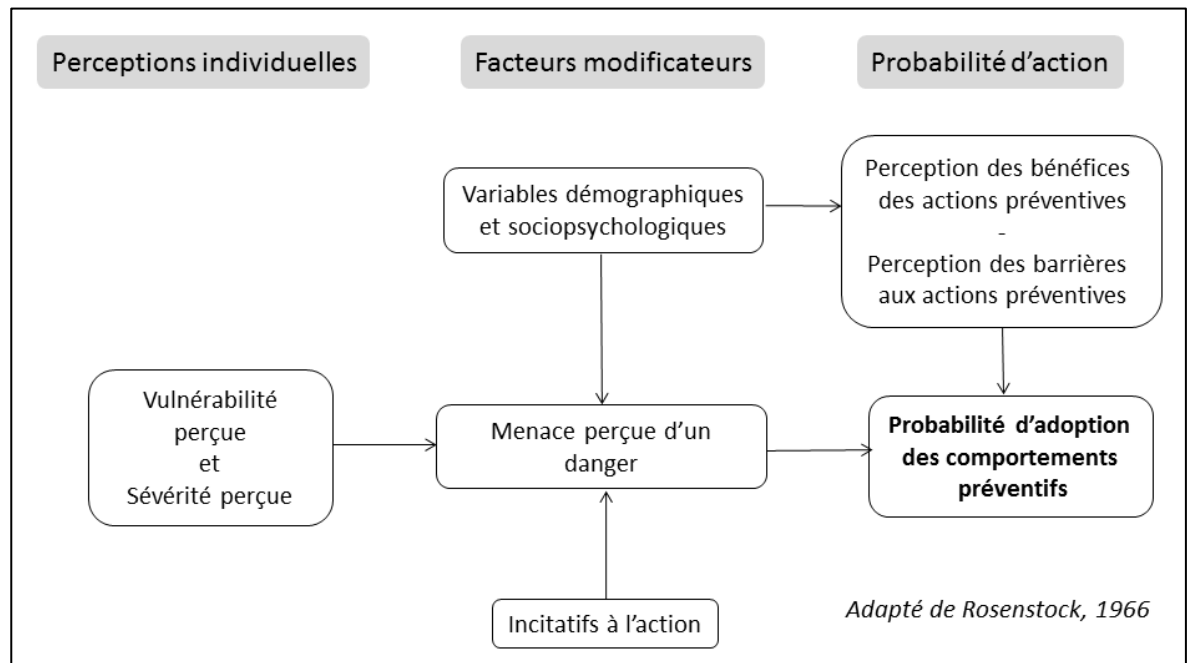 Perceptions individuelles
Facteurs modificateurs
Probabilité d'action
Variables démographiques
et sociopsychologiques
Perception des bénéfices
des actions préventives
-
Perception des barrières
aux actions préventives
Vulnérabilité
perçue
et
Sévérité perçue
Menace perçue d'un
danger
Probabilité d'adoption
des comportements
préventifs
Incitatifs à l'action
Adapté de Rosenstock, 1966